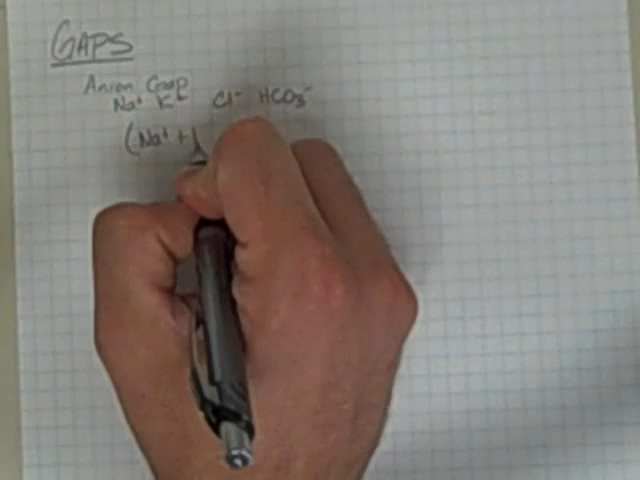 GAPS
Anion Gap
Na⁺ K⁺ Cl⁻ HCO₃⁻
(Na⁺ +